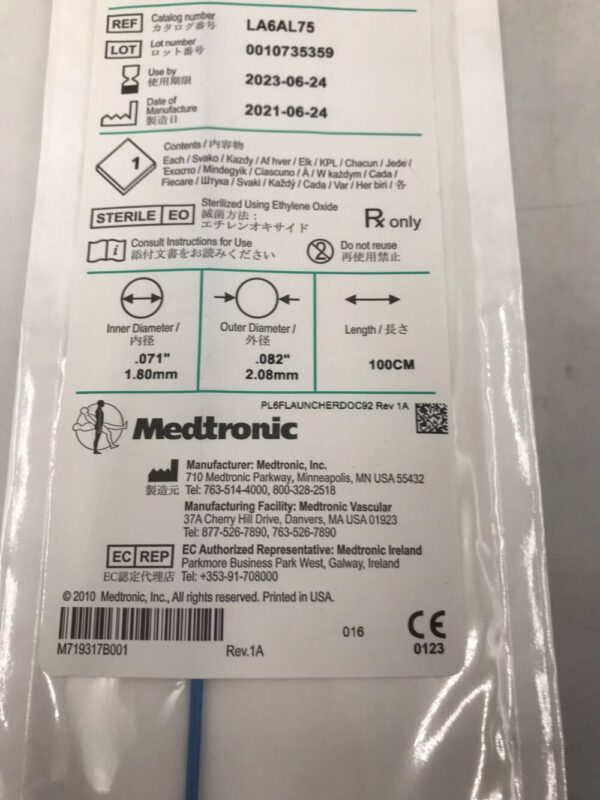 REF Catalog number LA6AL75
カタログ番号
LOT Lot number 0010735359
ロット番号
Use by 2023-06-24
使用期限
Date of
Manufacture 2021-06-24
製造日
Contents / 内容物
1 Each / Svako / Kazdy / Af hver / Elk / KPL / Chacun / Jede /
Έκαστο / Mindegyik / Ciascuno / Á / W każdym / Cada /
Fiecare / Штука / Svaki / Každý / Cada / Var / Her biri / 各
STERILE EO Sterilized Using Ethylene Oxide
滅菌方法：
エチレンオキサイド
Rx only
Consult Instructions for Use
添付文書をお読みください
2 Do not reuse
再使用禁止
Inner Diameter /
内径
.071"
1.80mm
Outer Diameter /
外径
.082"
2.08mm
Length / 長さ
100CM
PL6FLAUNCHERDOC92 Rev 1A
Medtronic
製造元
Manufacturer: Medtronic, Inc.
710 Medtronic Parkway, Minneapolis, MN USA 55432
Tel: 763-514-4000, 800-328-2518
Manufacturing Facility: Medtronic Vascular
37A Cherry Hill Drive, Danvers, MA USA 01923
Tel: 877-526-7890, 763-526-7890
EC REP
EC認定代理店
EC Authorized Representative: Medtronic Ireland
Parkmore Business Park West, Galway, Ireland
Tel: +353-91-708000
© 2010 Medtronic, Inc., All rights reserved. Printed in USA.
M719317B001
Rev.1A
016
CE
0123